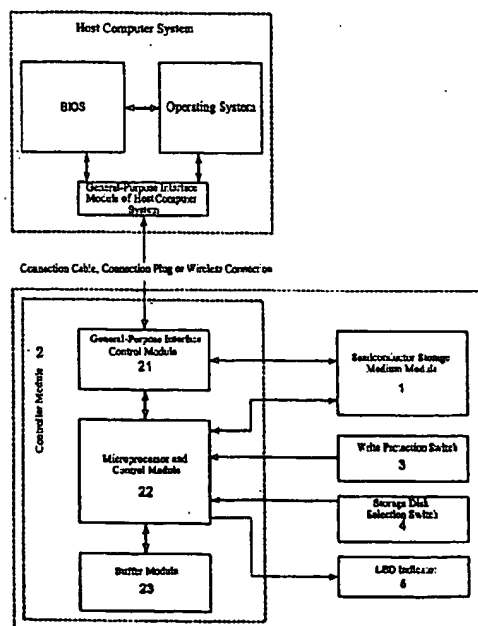 Host Computer System
BIOS
Operating System
General-Purpose Interface
Module of Host Computer
System
Connection Cable, Connection Plug or Wireless Connection
Controller Module 2
General-Purpose Interface
Control Module
21
Semiconductor Storage
Medium Module
1
Microprocessor and
Control Module
22
Write Protection Switch
3
Storage Disk
Selection Switch
4
Buffer Module
23
LED Indicator
5